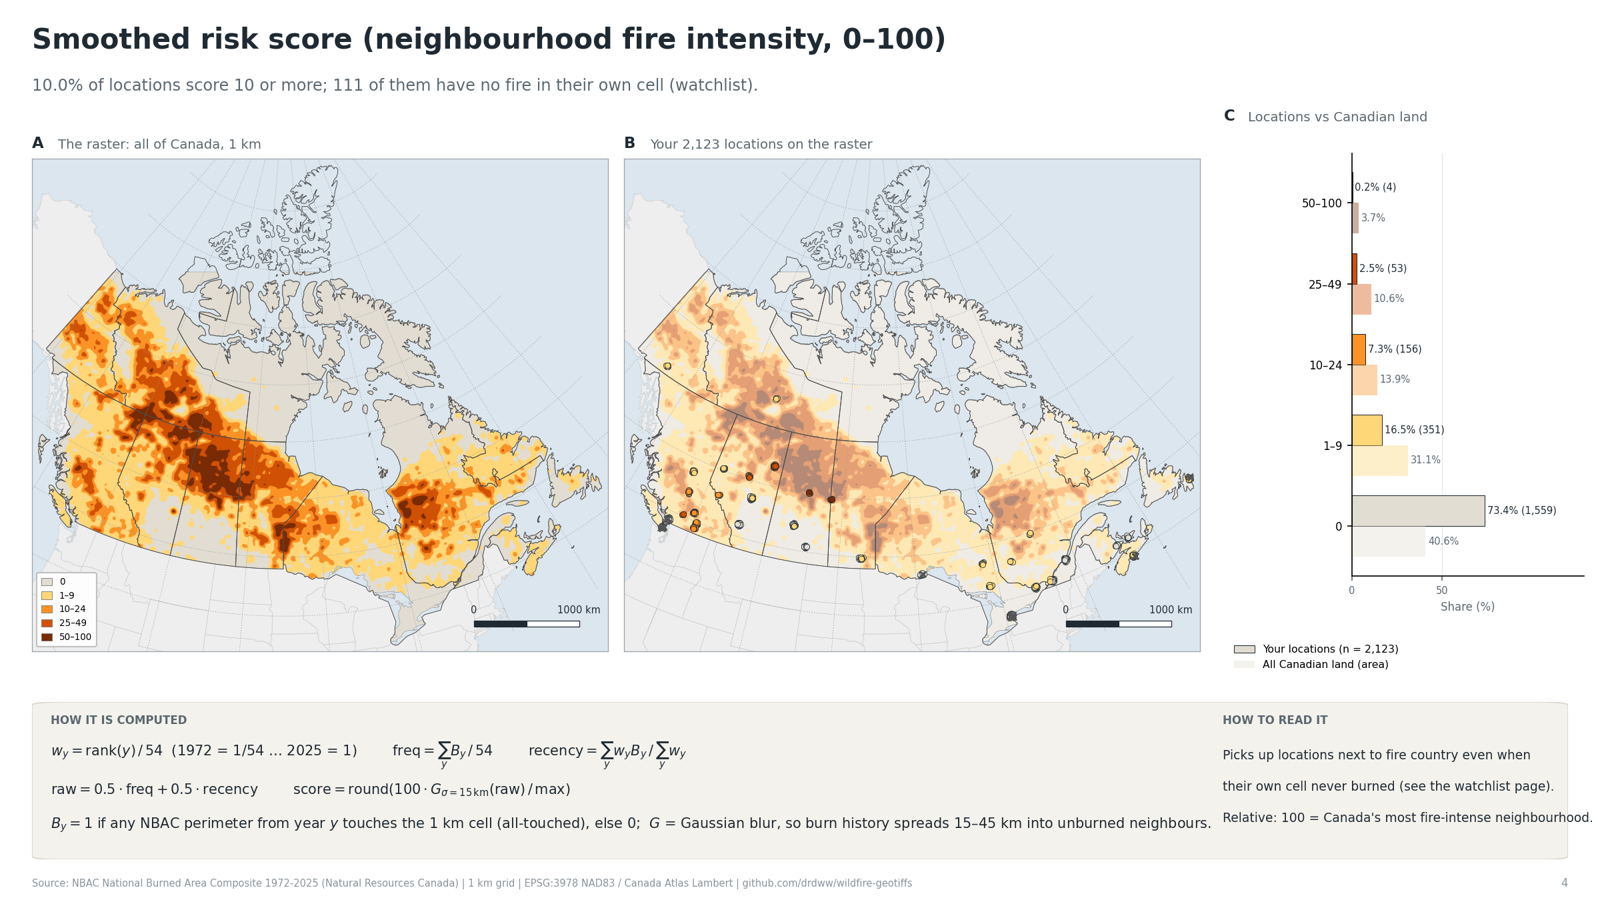 Smoothed risk score (neighbourhood fire intensity, 0–100)
10.0% of locations score 10 or more; 111 of them have no fire in their own cell (watchlist).
A The raster: all of Canada, 1 km
0
1–9
10–24
25–49
50–100
0 1000 km
B Your 2,123 locations on the raster
0 1000 km
C Locations vs Canadian land
50–100
0.2% (4)
3.7%
25–49
2.5% (53)
10.6%
10–24
7.3% (156)
13.9%
1–9
16.5% (351)
31.1%
0
73.4% (1,559)
40.6%
0 50
Share (%)
Your locations (n = 2,123)
All Canadian land (area)
HOW IT IS COMPUTED
w_y = rank(y) / 54 (1972 = 1/54 … 2025 = 1) freq = ∑_y B_y / 54 recency = ∑_y w_y B_y / ∑_y w_y
raw = 0.5 · freq + 0.5 · recency score = round(100 · G_{σ = 15 km}(raw) / max)
B_y = 1 if any NBAC perimeter from year y touches the 1 km cell (all-touched), else 0; G = Gaussian blur, so burn history spreads 15–45 km into unburned neighbours.
HOW TO READ IT
Picks up locations next to fire country even when
their own cell never burned (see the watchlist page).
Relative: 100 = Canada's most fire-intense neighbourhood.
Source: NBAC National Burned Area Composite 1972-2025 (Natural Resources Canada) | 1 km grid | EPSG:3978 NAD83 / Canada Atlas Lambert | github.com/drdww/wildfire-geotiffs
4